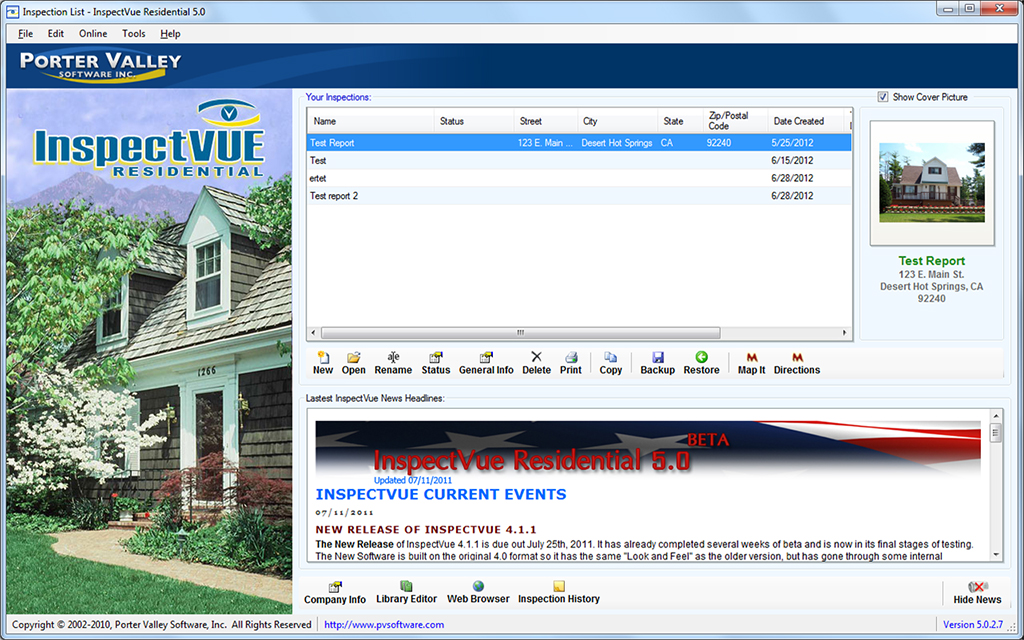 Inspection List - InspectVue Residential 5.0
File Edit Online Tools Help
PORTER VALLEY
SOFTWARE INC.
InspectVUE
RESIDENTIAL
1266
Your Inspections:
Show Cover Picture
Name Status Street City State Zip/Postal Code Date Created
Test Report 123 E. Main ... Desert Hot Springs CA 92240 5/25/2012
Test 6/15/2012
ertet 6/28/2012
Test report 2 6/28/2012
Test Report
123 E. Main St.
Desert Hot Springs, CA
92240
New Open Rename Status General Info Delete Print Copy Backup Restore Map It Directions
Lastest InspectVue News Headlines:
BETA
InspectVue Residential 5.0
Updated 07/11/2011
INSPECTVUE CURRENT EVENTS
07/11/2011
NEW RELEASE OF INSPECTVUE 4.1.1
The New Release of InspectVue 4.1.1 is due out July 25th, 2011. It has already completed several weeks of beta and is now in its final stages of testing.
The New Software is built on the original 4.0 format so it has the same "Look and Feel" as the older version, but has gone through some internal
Company Info Library Editor Web Browser Inspection History Hide News
Copyright © 2002-2010, Porter Valley Software, Inc. All Rights Reserved http://www.pvsoftware.com Version 5.0.2.7